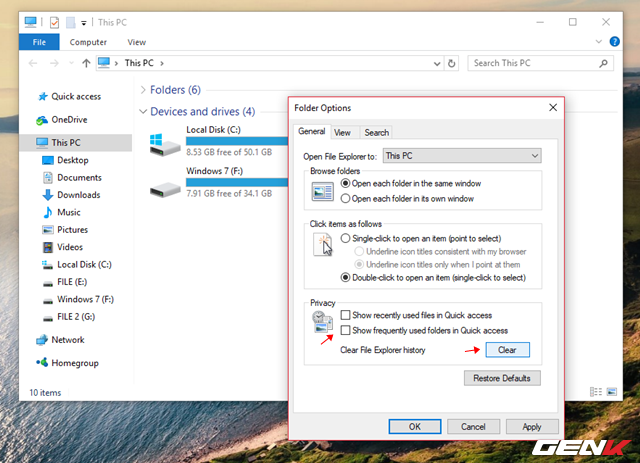 This PC
File
Computer
View
This PC
Search This PC
Quick access
OneDrive
This PC
Desktop
Documents
Downloads
Music
Pictures
Videos
Local Disk (C:)
FILE (E:)
Windows 7 (F:)
FILE 2 (G:)
Network
Homegroup
Folders (6)
Devices and drives (4)
Local Disk (C:)
8.53 GB free of 50.1 GB
Windows 7 (F:)
7.91 GB free of 34.1 GB
10 items
Folder Options
General
View
Search
Open File Explorer to:
This PC
Browse folders
Open each folder in the same window
Open each folder in its own window
Click items as follows
Single-click to open an item (point to select)
Underline icon titles consistent with my browser
Underline icon titles only when I point at them
Double-click to open an item (single-click to select)
Privacy
Show recently used files in Quick access
Show frequently used folders in Quick access
Clear File Explorer history
Clear
Restore Defaults
OK
Cancel
Apply
GENK